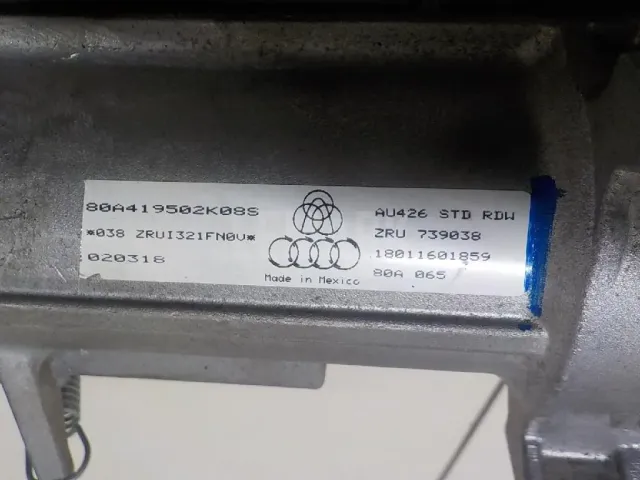 80A419502K08S
*038 ZRUI321FN0V*
020318
Made in Mexico
AU426 STD RDW
ZRU 739038
18011601859
80A 065